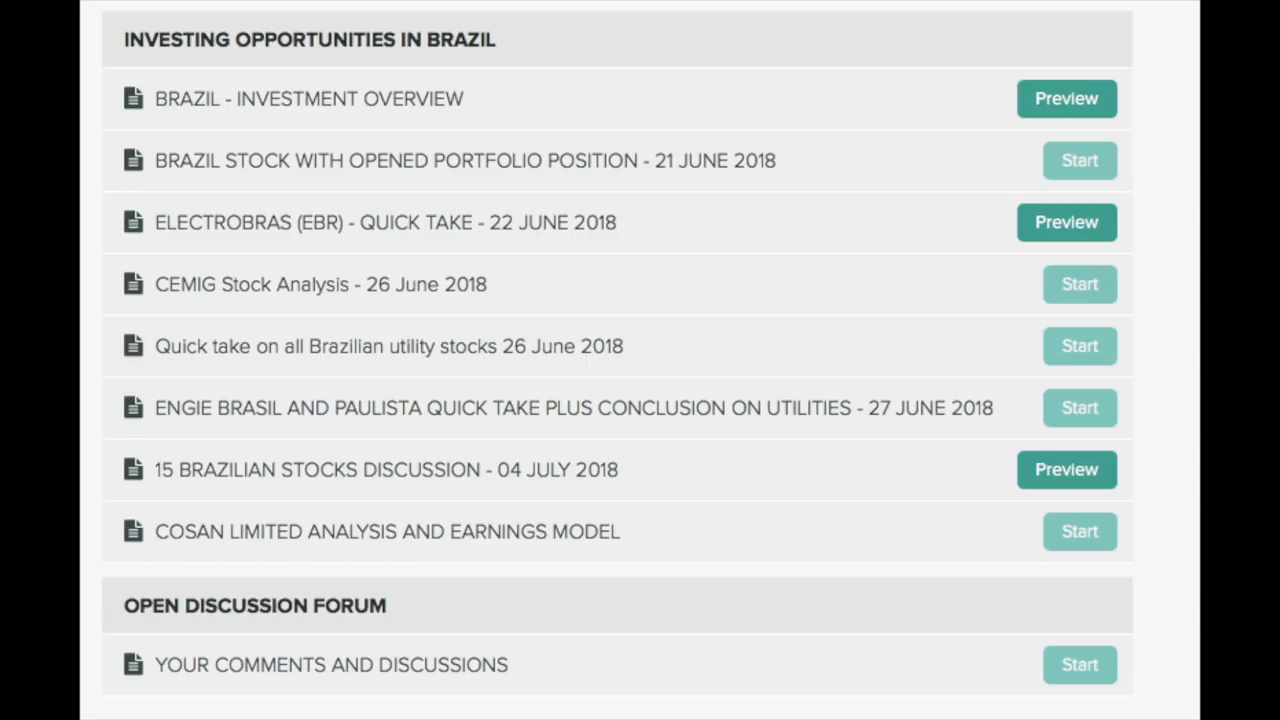 INVESTING OPPORTUNITIES IN BRAZIL
BRAZIL - INVESTMENT OVERVIEW Preview
BRAZIL STOCK WITH OPENED PORTFOLIO POSITION - 21 JUNE 2018 Start
ELECTROBRAS (EBR) - QUICK TAKE - 22 JUNE 2018 Preview
CEMIG Stock Analysis - 26 June 2018 Start
Quick take on all Brazilian utility stocks 26 June 2018 Start
ENGIE BRASIL AND PAULISTA QUICK TAKE PLUS CONCLUSION ON UTILITIES - 27 JUNE 2018 Start
15 BRAZILIAN STOCKS DISCUSSION - 04 JULY 2018 Preview
COSAN LIMITED ANALYSIS AND EARNINGS MODEL Start
OPEN DISCUSSION FORUM
YOUR COMMENTS AND DISCUSSIONS Start